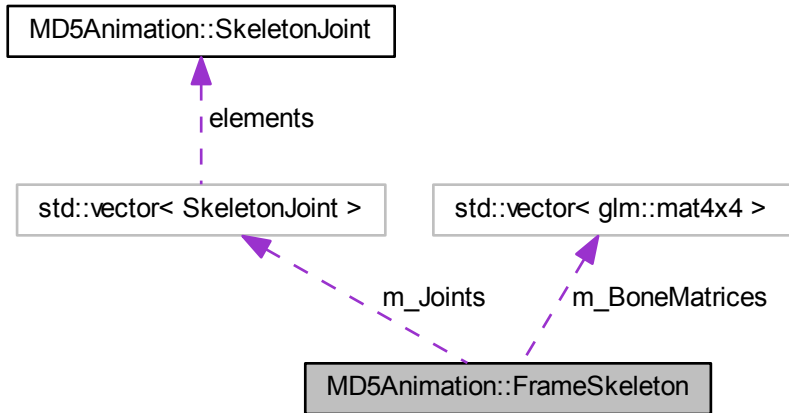 MD5Animation::SkeletonJoint
elements
std::vector< SkeletonJoint >
std::vector< glm::mat4x4 >
m_Joints
m_BoneMatrices
MD5Animation::FrameSkeleton